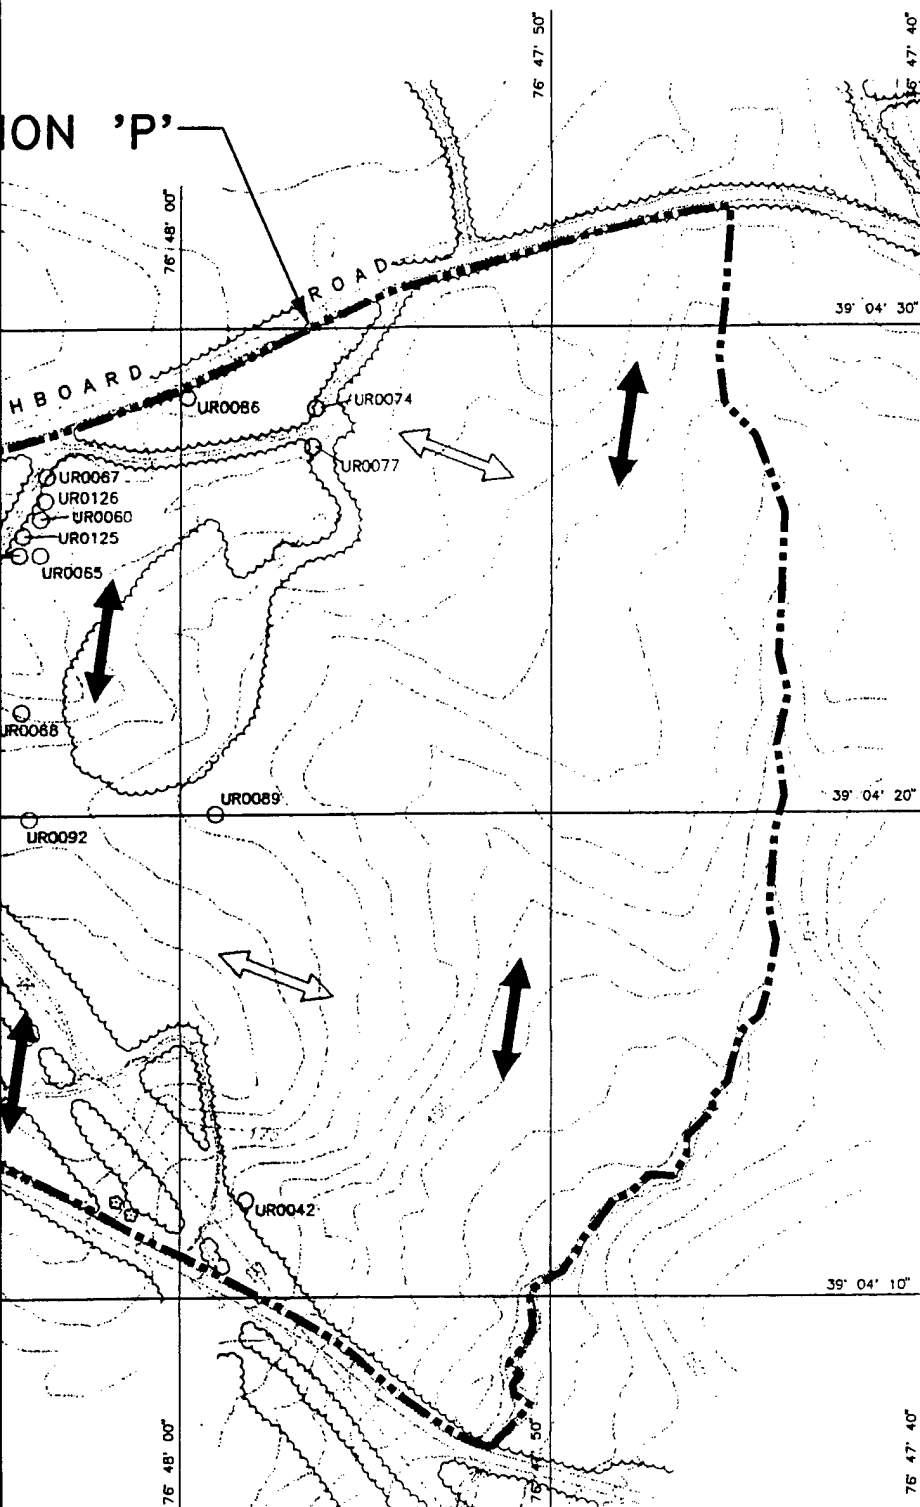 76° 47' 50"
76° 47' 40"
ION 'P'
76° 48' 00"
HBOARD ROAD
39° 04' 30"
UR0086
UR0074
UR0077
UR0067
UR0126
UR0060
UR0125
UR0065
UR0088
UR0089
39° 04' 20"
UR0092
UR0042
39° 04' 10"
76° 48' 00"
76° 47' 50"
76° 47' 40"